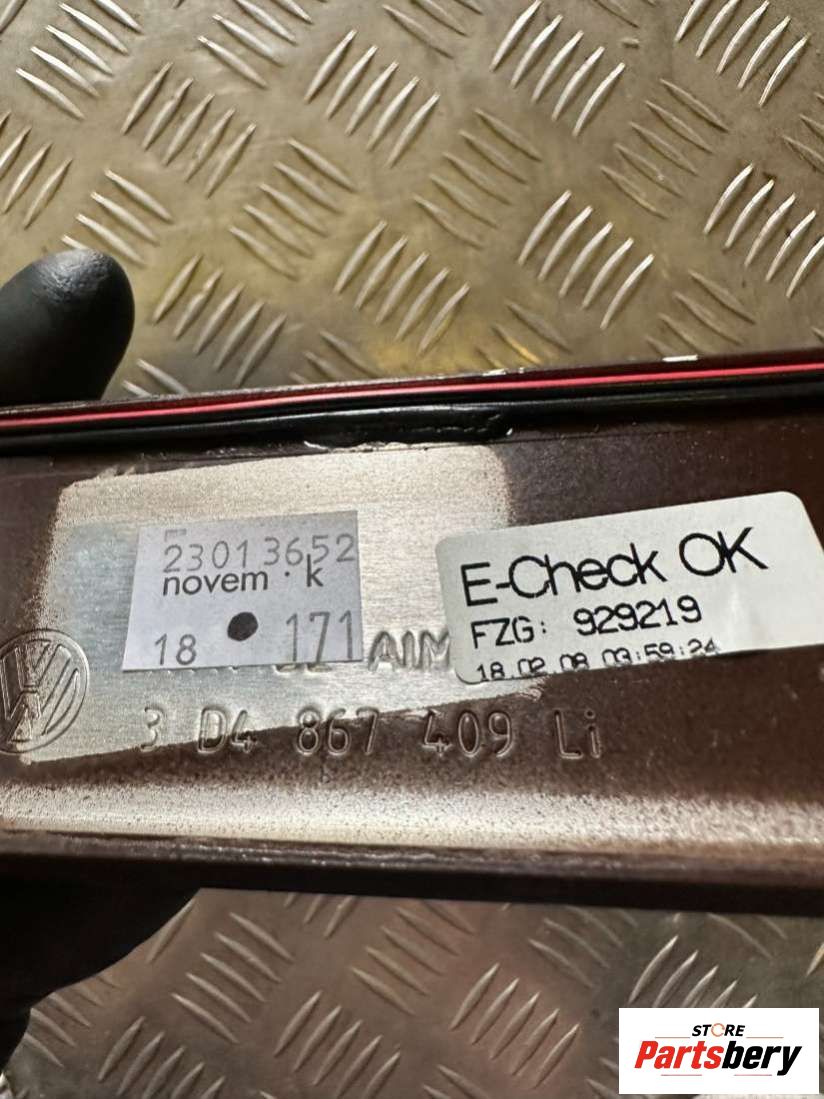 23013652
novem · k
18 ● 171
E-Check OK
FZG: 929219
18.02.08 03:59:24
AIM
3 D4 867 409 Li
STORE
Partsbery